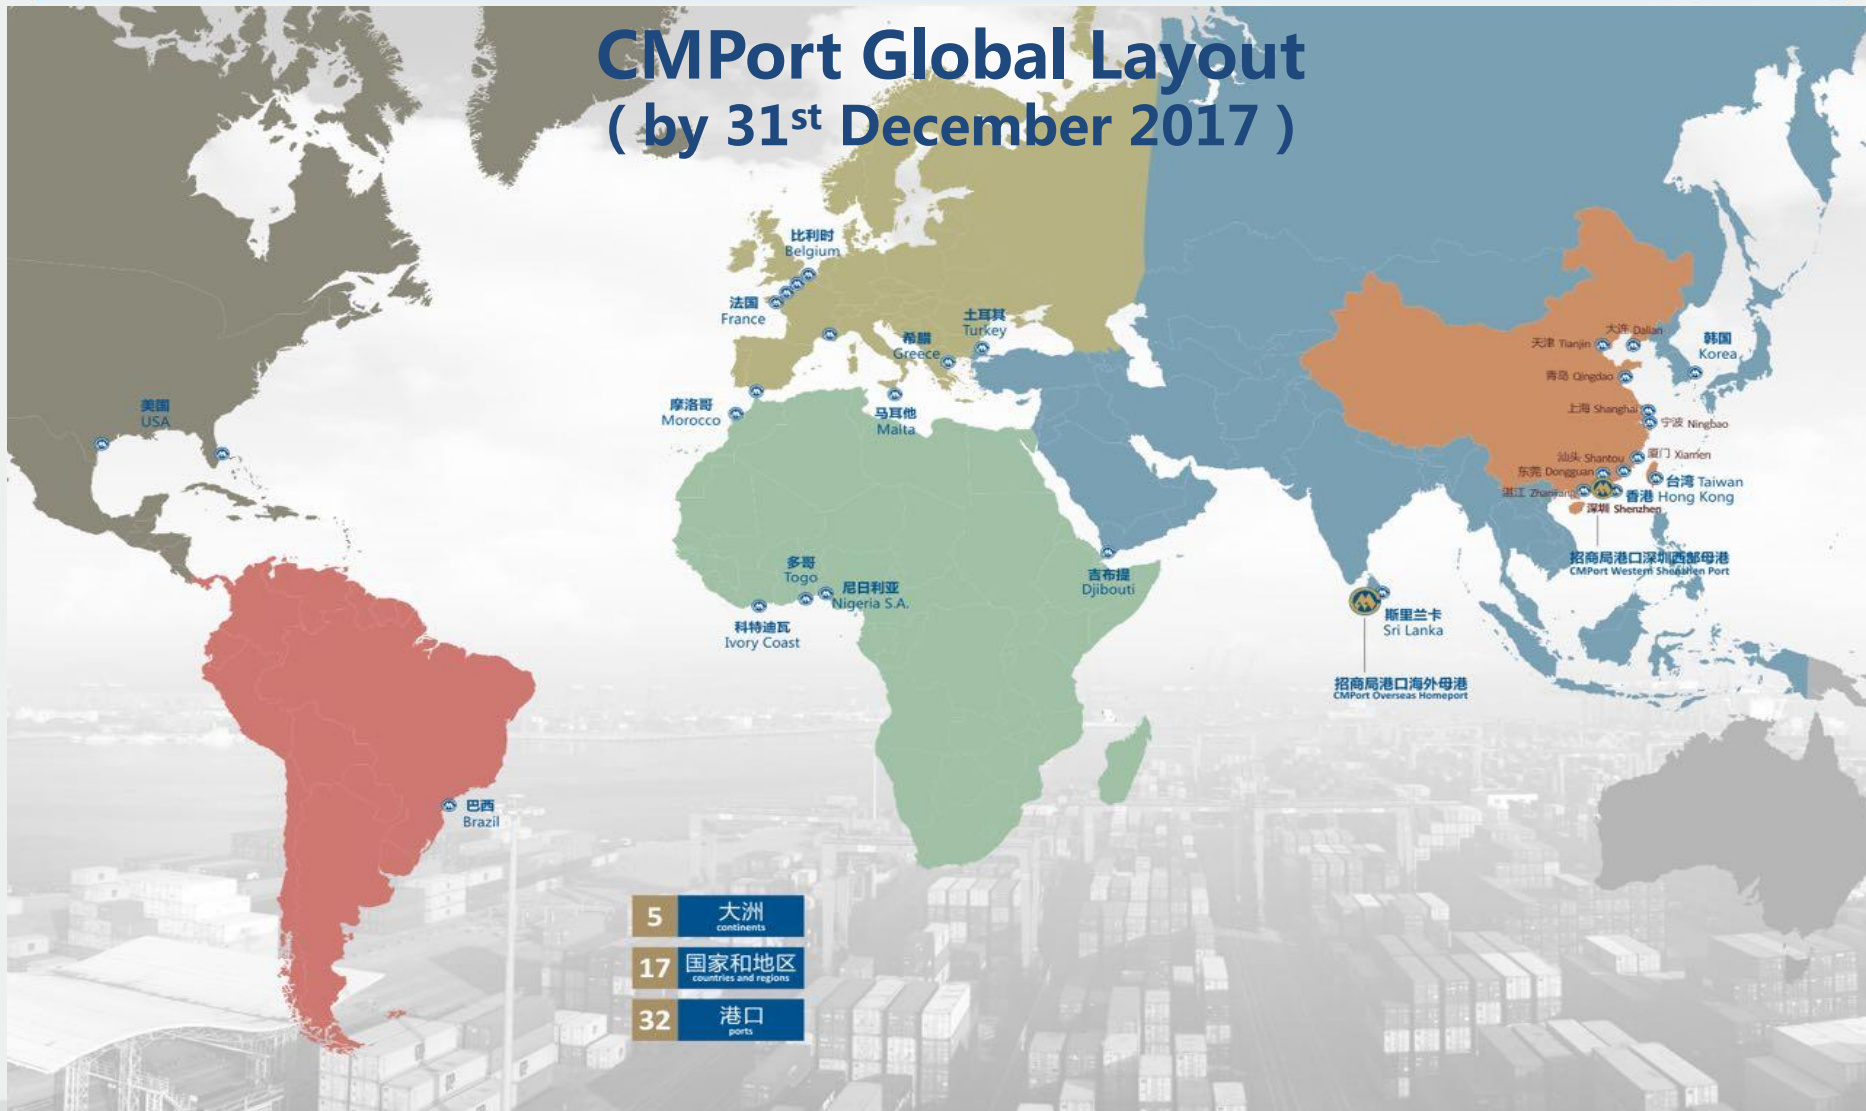 CMPort Global Layout
( by 31st December 2017 )
比利时
Belgium
法国
France
土耳其
Turkey
希腊
Greece
大连 Dalian
天津 Tianjin
韩国
Korea
青岛 Qingdao
美国
USA
摩洛哥
Morocco
马耳他
Malta
上海 Shanghai
宁波 Ningbao
汕头 Shantou
厦门 Xiamen
东莞 Dongguan
台湾 Taiwan
湛江 Zhanjiang
香港 Hong Kong
深圳 Shenzhen
招商局港口深圳西部母港
CMPort Western Shenzhen Port
多哥
Togo
尼日利亚
Nigeria S.A.
吉布提
Djibouti
科特迪瓦
Ivory Coast
斯里兰卡
Sri Lanka
招商局港口海外母港
CMPort Overseas Homeport
巴西
Brazil
5 大洲
continents
17 国家和地区
countries and regions
32 港口
ports